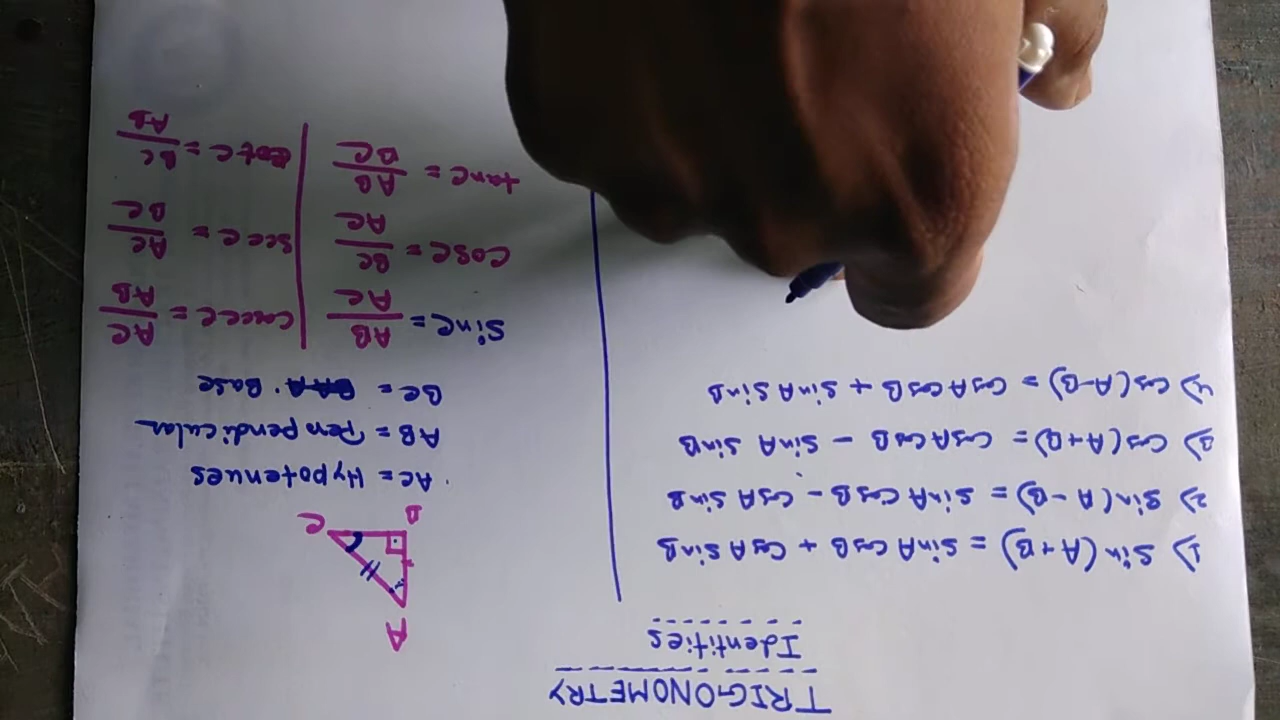 TRIGONOMETRY
Identities
1) Sin(A+B) = sinA cosB + cosA sinB
2) Sin(A-B) = sinA cosB - cosA sinB
3) Cos(A+B) = cosA cosB - sinA sinB
4) Cos(A-B) = cosA cosB + sinA sinB
A
C
B
AC = Hypotenues
AB = Perpendicular
BC = Base
SinC = AB/AC
cosecC = AC/AB
cosC = BC/AC
secC = AC/BC
tanC = AB/BC
cotC = BC/AB